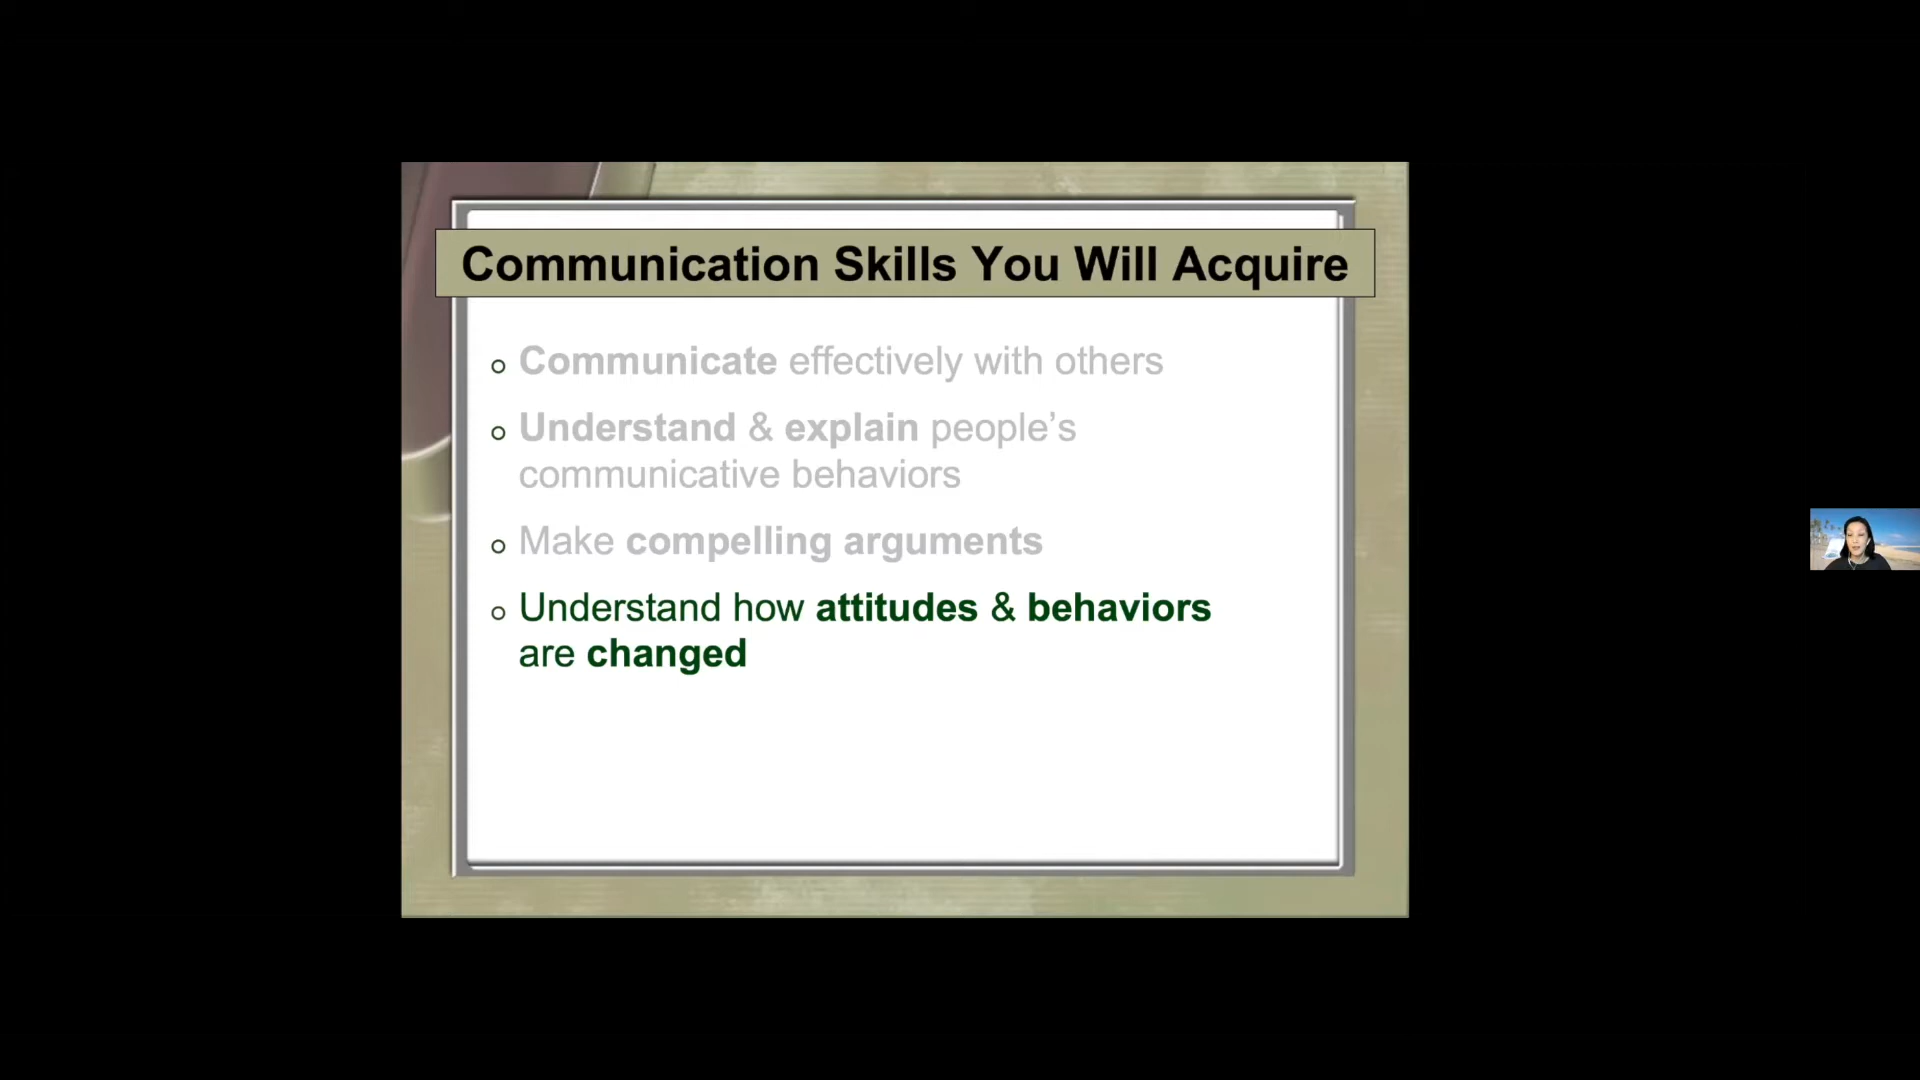 Communication Skills You Will Acquire
Communicate effectively with others
Understand & explain people’s
communicative behaviors
Make compelling arguments
Understand how attitudes & behaviors
are changed